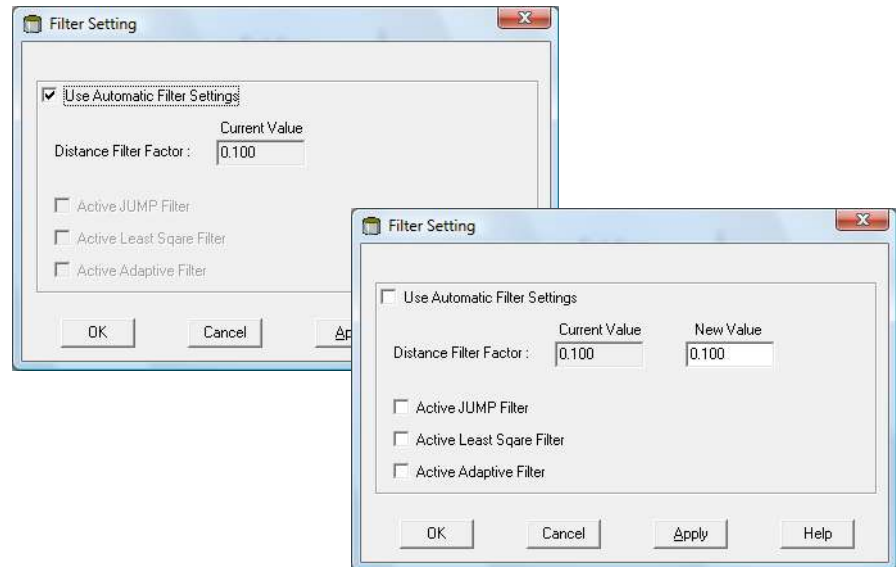 Filter Setting
Use Automatic Filter Settings
Current Value
Distance Filter Factor : 0.100
Active JUMP Filter
Active Least Sqare Filter
Active Adaptive Filter
OK Cancel Ap
Filter Setting
Use Automatic Filter Settings
Current Value New Value
Distance Filter Factor : 0.100 0.100
Active JUMP Filter
Active Least Sqare Filter
Active Adaptive Filter
OK Cancel Apply Help